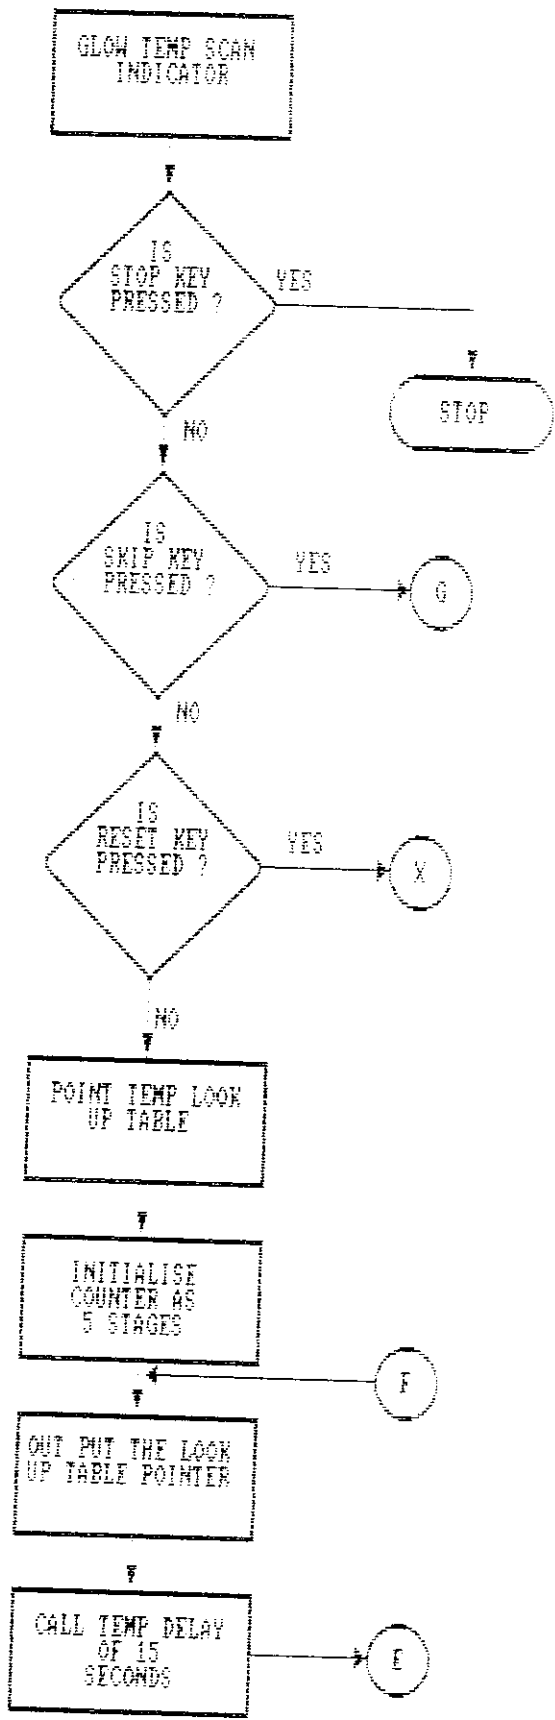 GLOW TEMP SCAN
INDICATOR
IS
STOP KEY
PRESSED ?
YES
STOP
NO
IS
SKIP KEY
PRESSED ?
YES
G
NO
IS
RESET KEY
PRESSED ?
YES
X
NO
POINT TEMP LOOK
UP TABLE
INITIALISE
COUNTER AS
5 STAGES
F
OUT PUT THE LOOK
UP TABLE POINTER
CALL TEMP DELAY
OF 15
SECONDS
E